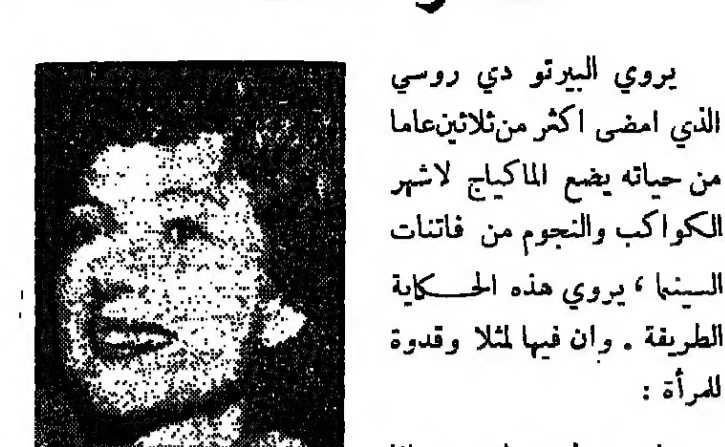 يروي البيرتو دي روسي
الذي امضى اكثر من ثلاثين عاما
من حياته يضع الماكياج لاشهر
الكواكب والنجوم من فاتنات
السينما ، يروي هذه الحكاية
الطريفة . وان فيها لمثلا وقدوة
للمرأة :